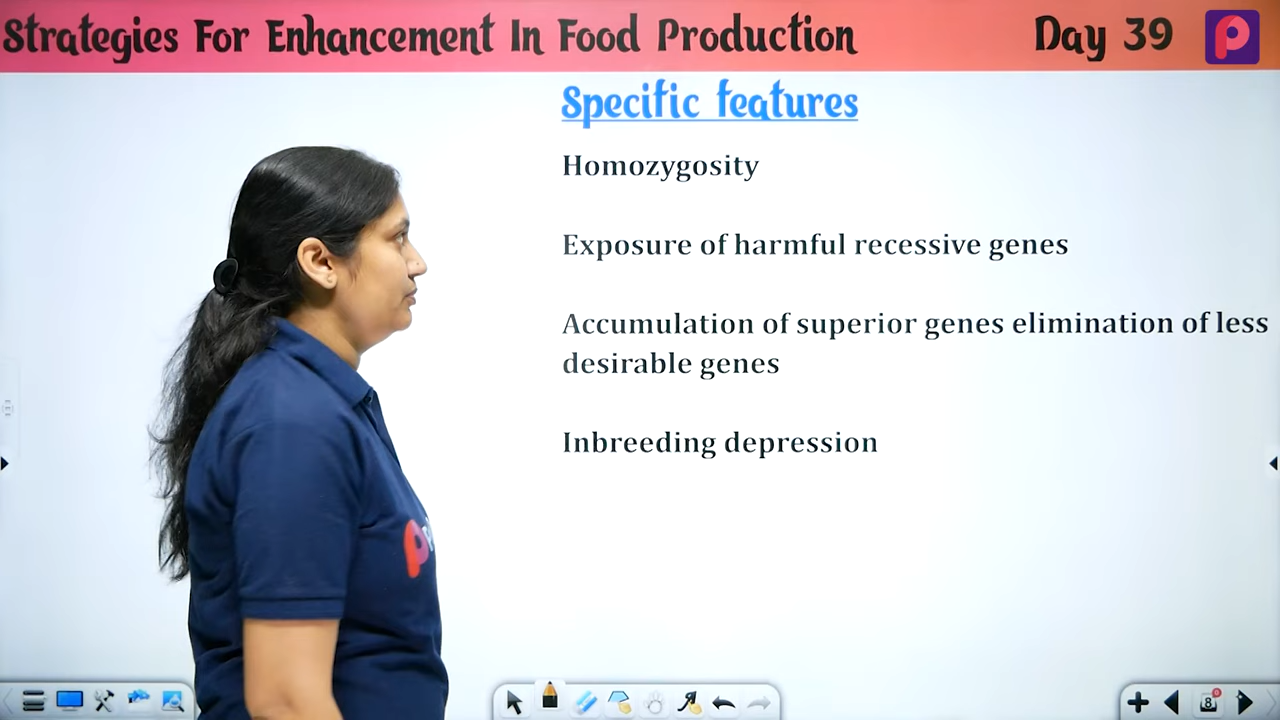 Strategies For Enhancement In Food Production Day 39
Specific features
Homozygosity
Exposure of harmful recessive genes
Accumulation of superior genes elimination of less
desirable genes
Inbreeding depression
8